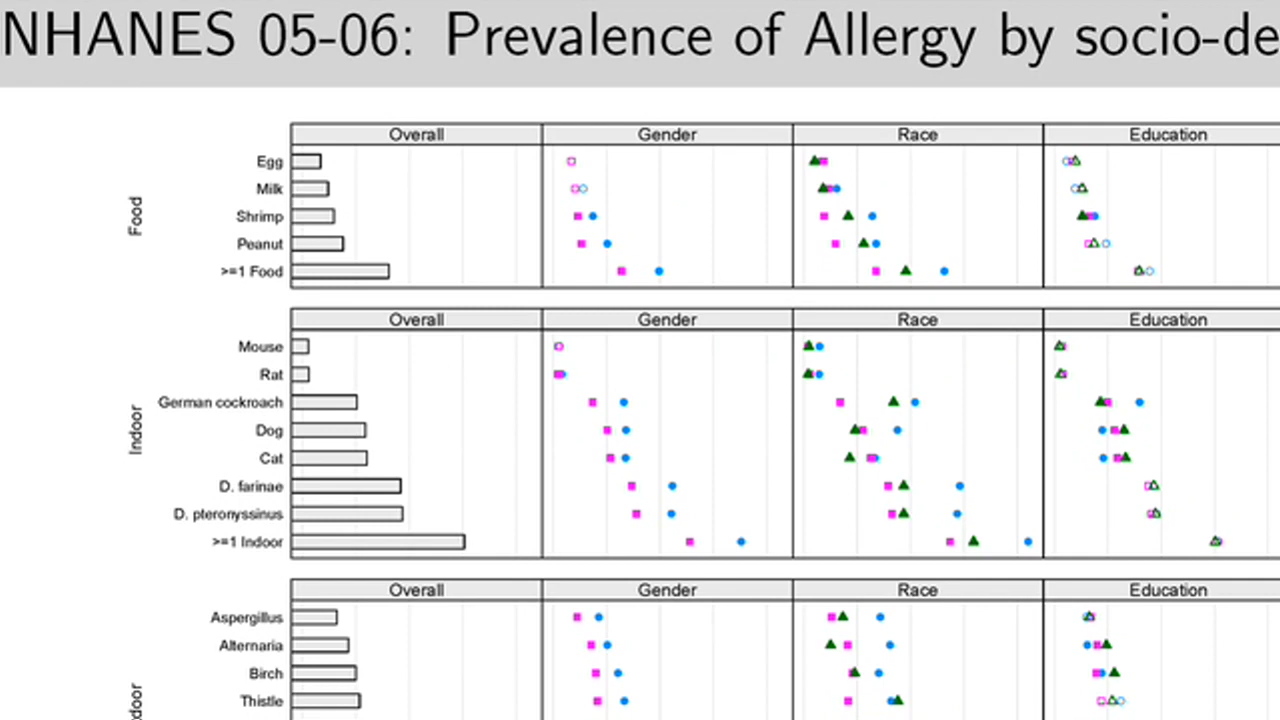 NHANES 05-06: Prevalence of Allergy by socio-de
Overall Gender Race Education
Food
Egg
Milk
Shrimp
Peanut
>=1 Food
Overall Gender Race Education
Indoor
Mouse
Rat
German cockroach
Dog
Cat
D. farinae
D. pteronyssinus
>=1 Indoor
Overall Gender Race Education
door
Aspergillus
Alternaria
Birch
Thistle